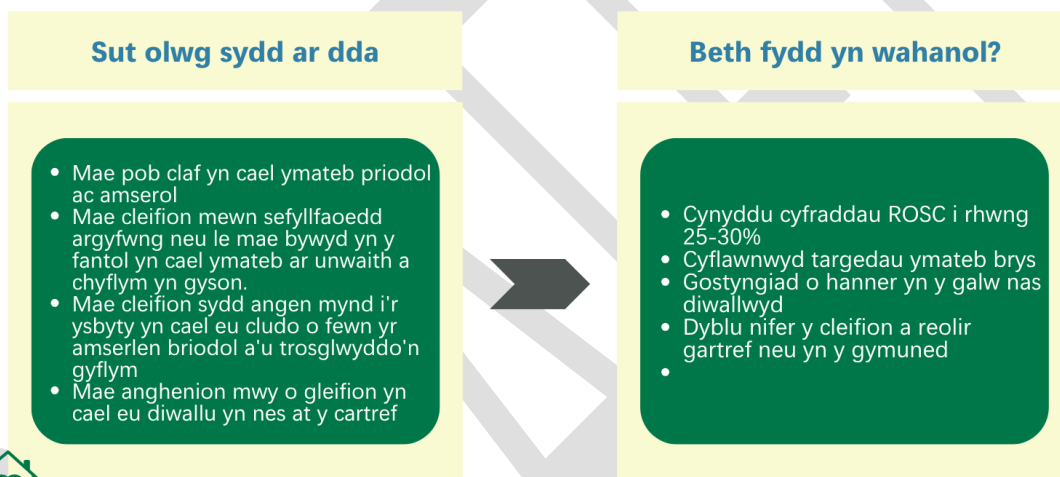 Sut olwg sydd ar dda
• Mae pob claf yn cael ymateb priodol
ac amserol
• Mae cleifion mewn sefyllfaoedd
argyfwng neu le mae bywyd yn y
fantol yn cael ymateb ar unwaith a
chyflym yn gyson.
• Mae cleifion sydd angen mynd i'r
ysbyty yn cael eu cludo o fewn yr
amserlen briodol a'u trosglwyddo'n
gyflym
• Mae anghenion mwy o gleifion yn
cael eu diwallu yn nes at y cartref
Beth fydd yn wahanol?
• Cynyddu cyfraddau ROSC i rhwng
25-30%
• Cyflawnwyd targedau ymateb brys
• Gostyngiad o hanner yn y galw nas
diwallwyd
• Dyblu nifer y cleifion a reolir
gartref neu yn y gymuned
•